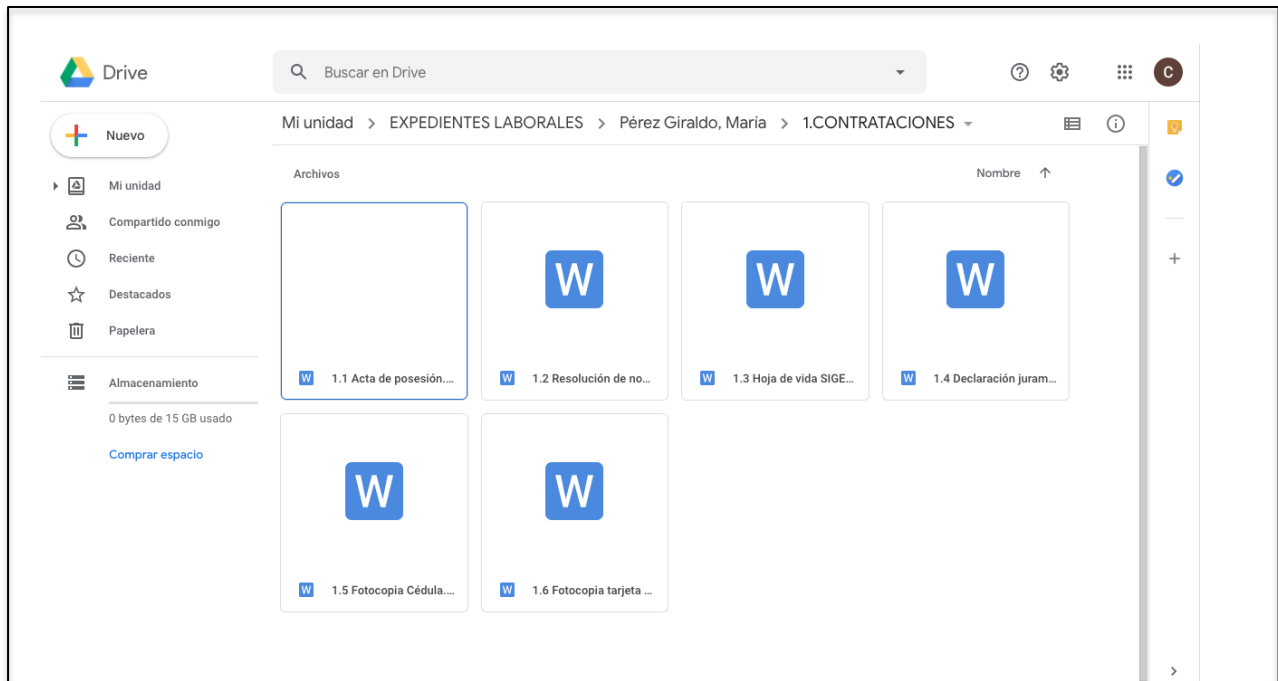 Drive
Buscar en Drive
C
Nuevo
Mi unidad > EXPEDIENTES LABORALES > Pérez Giraldo, María > 1.CONTRATACIONES
Mi unidad
Compartido conmigo
Reciente
Destacados
Papelera
Almacenamiento
0 bytes de 15 GB usado
Comprar espacio
Archivos
Nombre
W
W
W
W 1.1 Acta de posesión....
W 1.2 Resolución de no...
W 1.3 Hoja de vida SIGE...
W 1.4 Declaración juram...
W
W
W 1.5 Fotocopia Cédula....
W 1.6 Fotocopia tarjeta ...